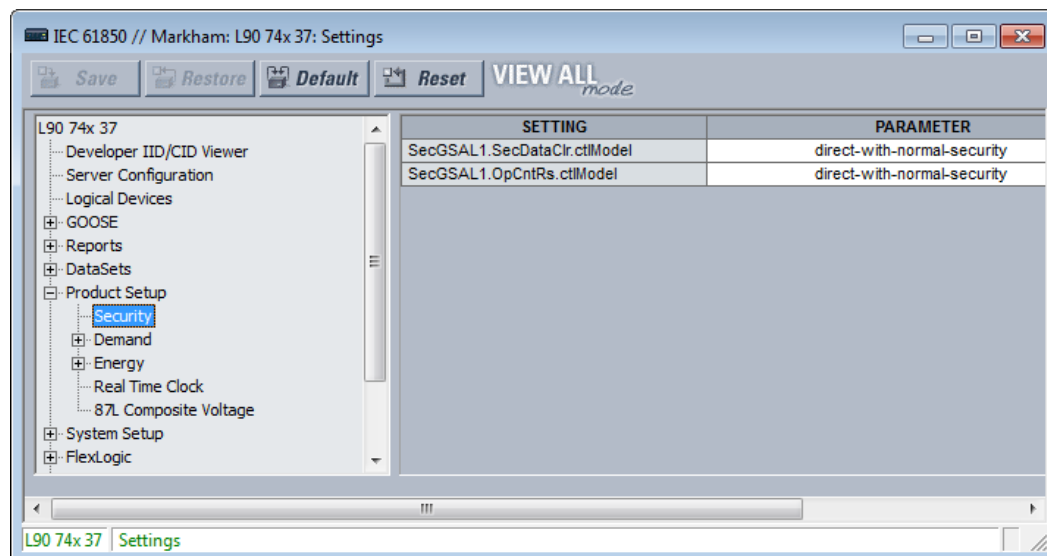 IEC 61850 // Markham: L90 74x 37: Settings
Save Restore Default Reset VIEW ALL mode
L90 74x 37
Developer IID/CID Viewer
Server Configuration
Logical Devices
GOOSE
Reports
DataSets
Product Setup
Security
Demand
Energy
Real Time Clock
87L Composite Voltage
System Setup
FlexLogic
SETTING PARAMETER
SecGSAL1.SecDataClr.ctlModel direct-with-normal-security
SecGSAL1.OpCntRs.ctlModel direct-with-normal-security
L90 74x 37 Settings